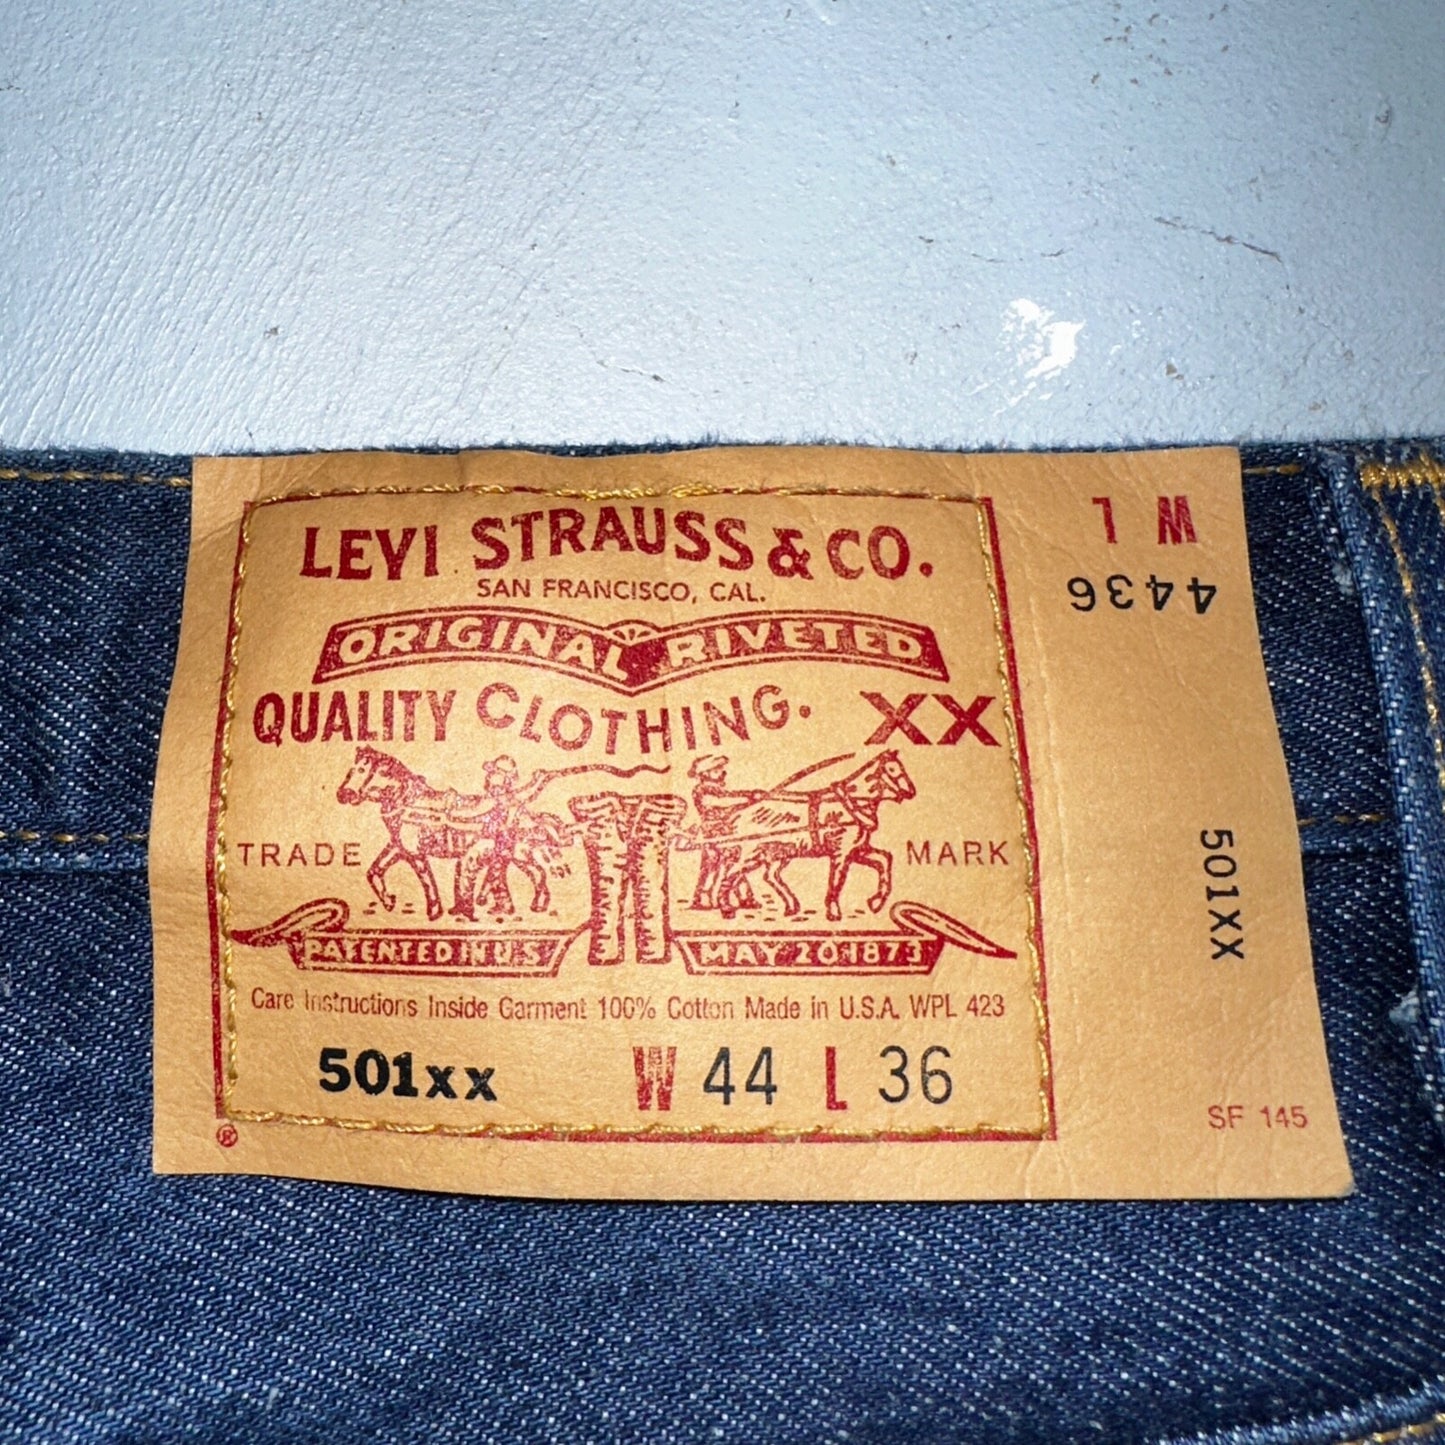 LEVI STRAUSS & CO.
SAN FRANCISCO, CAL.
ORIGINAL RIVETED
QUALITY CLOTHING. XX
TRADE MARK
PATENTED IN U.S. MAY 20 1873
Care Instructions Inside Garment 100% Cotton Made in U.S.A. WPL 423
501xx W 44 L 36
®
W L
4436
501XX
SF 145